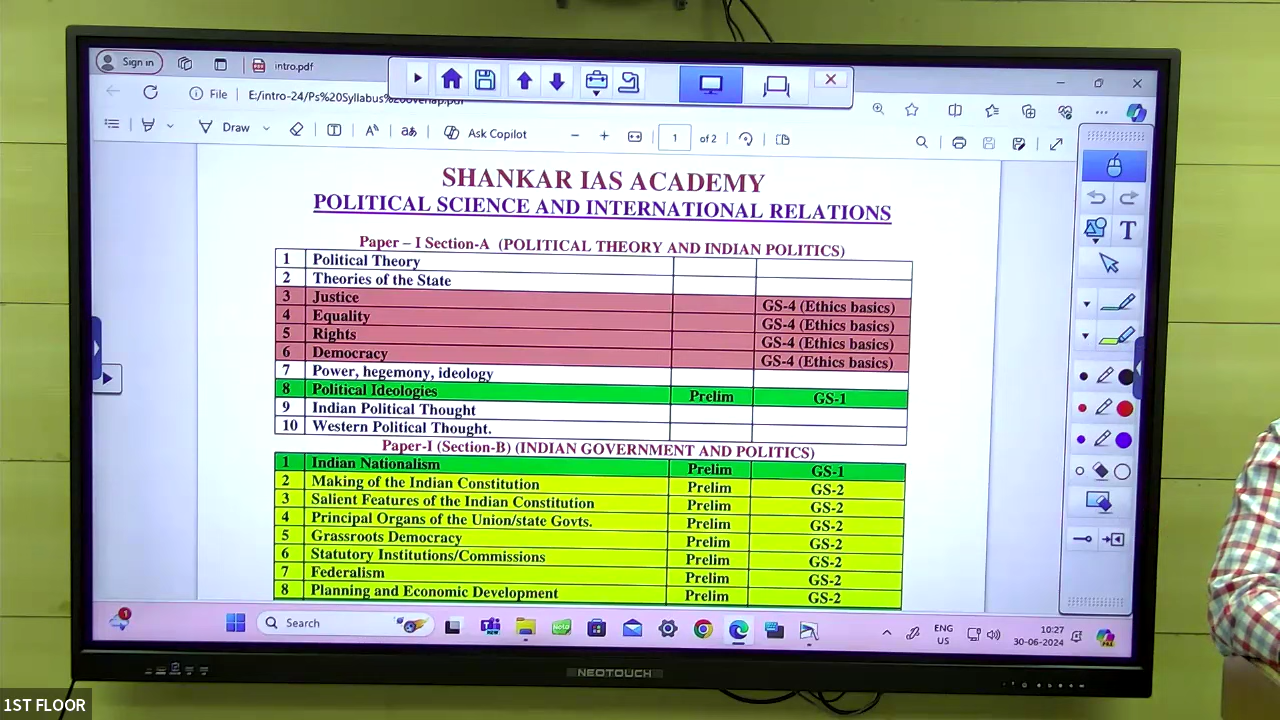 Sign in
intro.pdf
File E:/intro-24/Ps%20Syllabus%20overlap.pdf
Draw
Ask Copilot
1 of 2
SHANKAR IAS ACADEMY
POLITICAL SCIENCE AND INTERNATIONAL RELATIONS
Paper – I Section-A (POLITICAL THEORY AND INDIAN POLITICS)
1 Political Theory
2 Theories of the State
3 Justice GS-4 (Ethics basics)
4 Equality GS-4 (Ethics basics)
5 Rights GS-4 (Ethics basics)
6 Democracy GS-4 (Ethics basics)
7 Power, hegemony, ideology
8 Political Ideologies Prelim GS-1
9 Indian Political Thought
10 Western Political Thought.
Paper-I (Section-B) (INDIAN GOVERNMENT AND POLITICS)
1 Indian Nationalism Prelim GS-1
2 Making of the Indian Constitution Prelim GS-2
3 Salient Features of the Indian Constitution Prelim GS-2
4 Principal Organs of the Union/state Govts. Prelim GS-2
5 Grassroots Democracy Prelim GS-2
6 Statutory Institutions/Commissions Prelim GS-2
7 Federalism Prelim GS-2
8 Planning and Economic Development Prelim GS-2
T
Search
ENG
US
10:27
30-06-2024
NEOTOUCH
1ST FLOOR